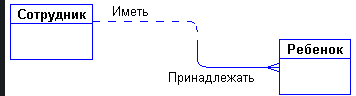 Сотрудник
Иметь
Ребенок
Принадлежать